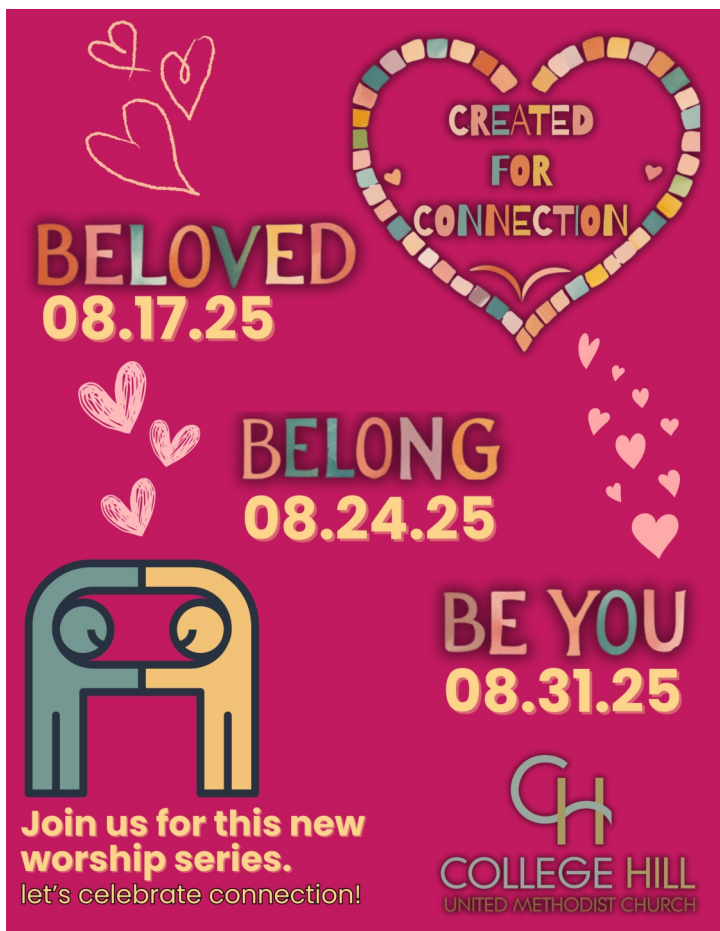 CREATED
FOR
CONNECTION
BELOVED
08.17.25
BELONG
08.24.25
BE YOU
08.31.25
Join us for this new
worship series.
let's celebrate connection!
CH
COLLEGE HILL
UNITED METHODIST CHURCH